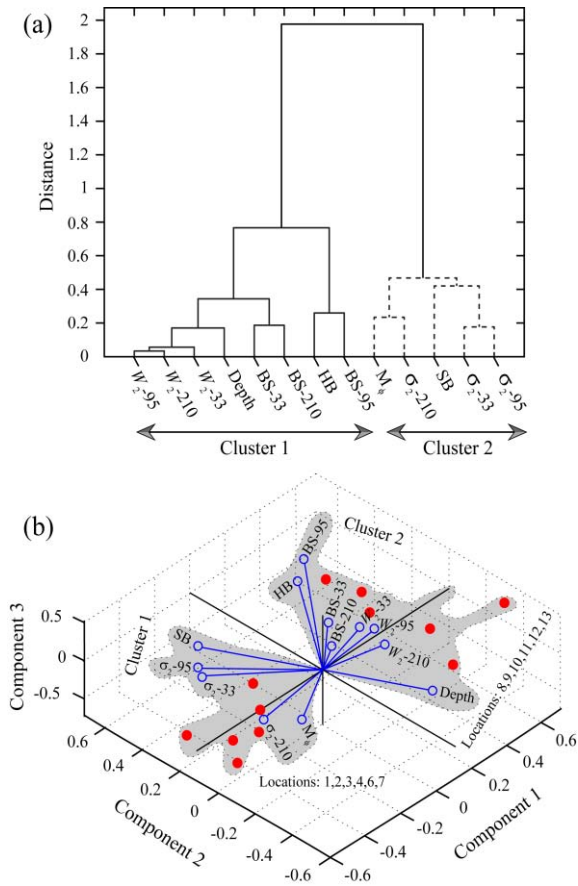 (a)
2
1.8
1.6
1.4
1.2
1
0.8
0.6
0.4
0.2
0
Distance
W₂-95
W₂-210
W₂-33
Depth
BS-33
BS-210
HB
BS-95
M_ϕ
σ₂-210
SB
σ₂-33
σ₂-95
Cluster 1
Cluster 2
(b)
BS-95
Cluster 2
HB
BS-33
BS-210
W₂-33
W₂-95
W₂-210
Depth
Cluster 1
SB
σ₂-95
σ₂-33
σ₂-210
M_ϕ
Locations: 8,9,10,11,12,13
Locations: 1,2,3,4,6,7
Component 3
0.5
0
-0.5
0.6
0.4
0.2
0
-0.2
-0.4
-0.6
Component 2
0.6
0.4
0.2
0
-0.2
-0.4
-0.6
Component 1